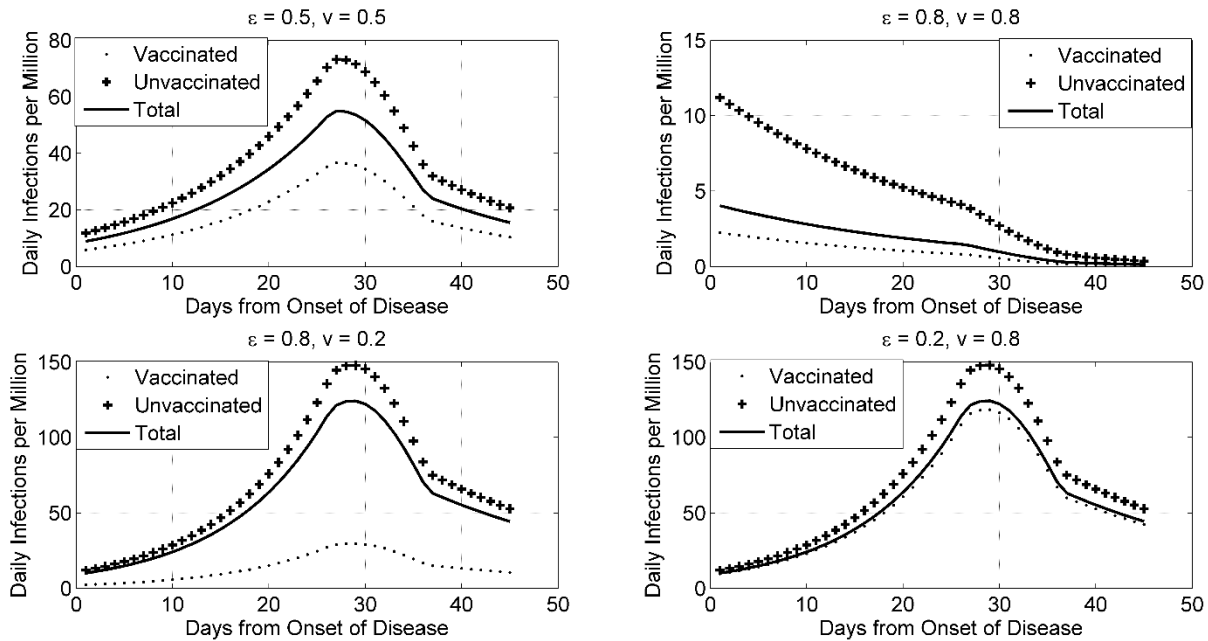 ε = 0.5, v = 0.5
Daily Infections per Million
80
60
40
20
0
Vaccinated
Unvaccinated
Total
0 10 20 30 40 50
Days from Onset of Disease
ε = 0.8, v = 0.8
Daily Infections per Million
15
10
5
0
Vaccinated
Unvaccinated
Total
0 10 20 30 40 50
Days from Onset of Disease
ε = 0.8, v = 0.2
Daily Infections per Million
150
100
50
0
Vaccinated
Unvaccinated
Total
0 10 20 30 40 50
Days from Onset of Disease
ε = 0.2, v = 0.8
Daily Infections per Million
150
100
50
0
Vaccinated
Unvaccinated
Total
0 10 20 30 40 50
Days from Onset of Disease